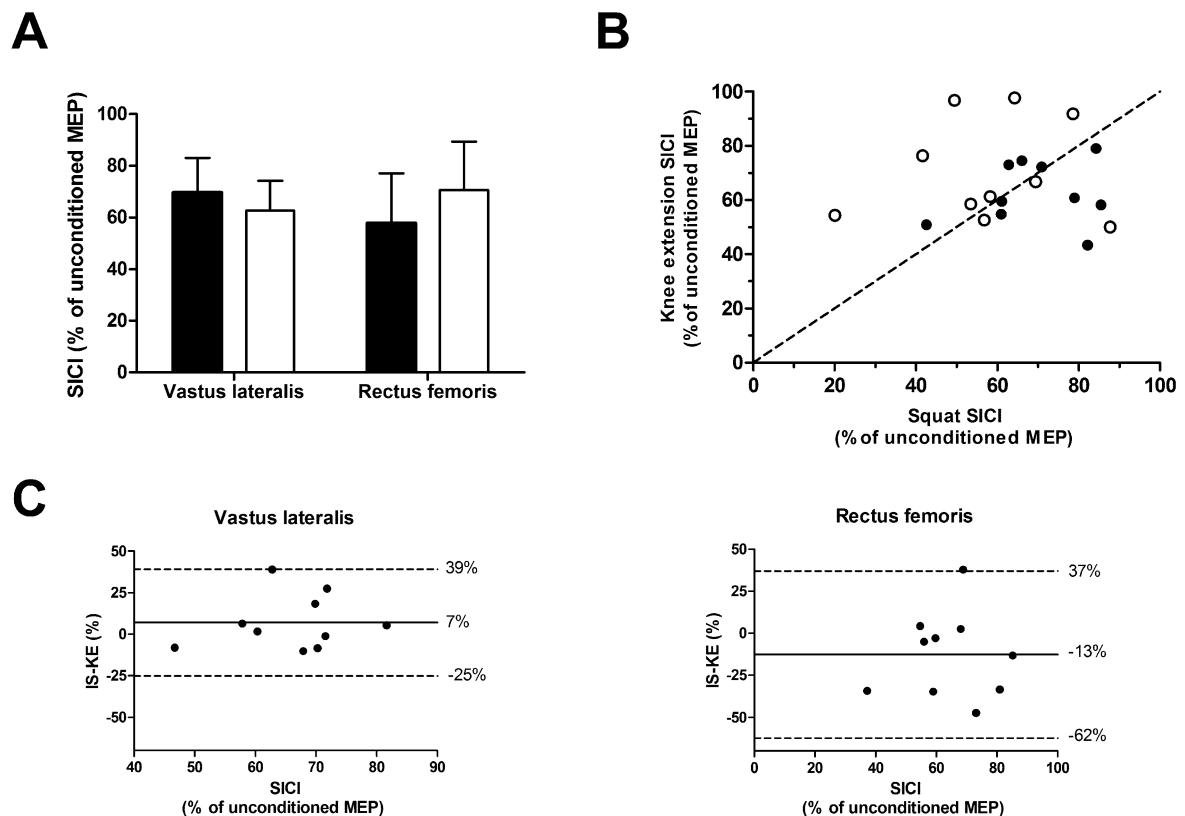 A
SICI (% of unconditioned MEP)
100
80
60
40
20
0
Vastus lateralis
Rectus femoris
B
Knee extension SICI
(% of unconditioned MEP)
100
80
60
40
20
0
0
20
40
60
80
100
Squat SICI
(% of unconditioned MEP)
C
Vastus lateralis
IS-KE (%)
50
25
0
-25
-50
39%
7%
-25%
40
50
60
70
80
90
SICI
(% of unconditioned MEP)
Rectus femoris
IS-KE (%)
50
25
0
-25
-50
37%
-13%
-62%
0
20
40
60
80
100
SICI
(% of unconditioned MEP)